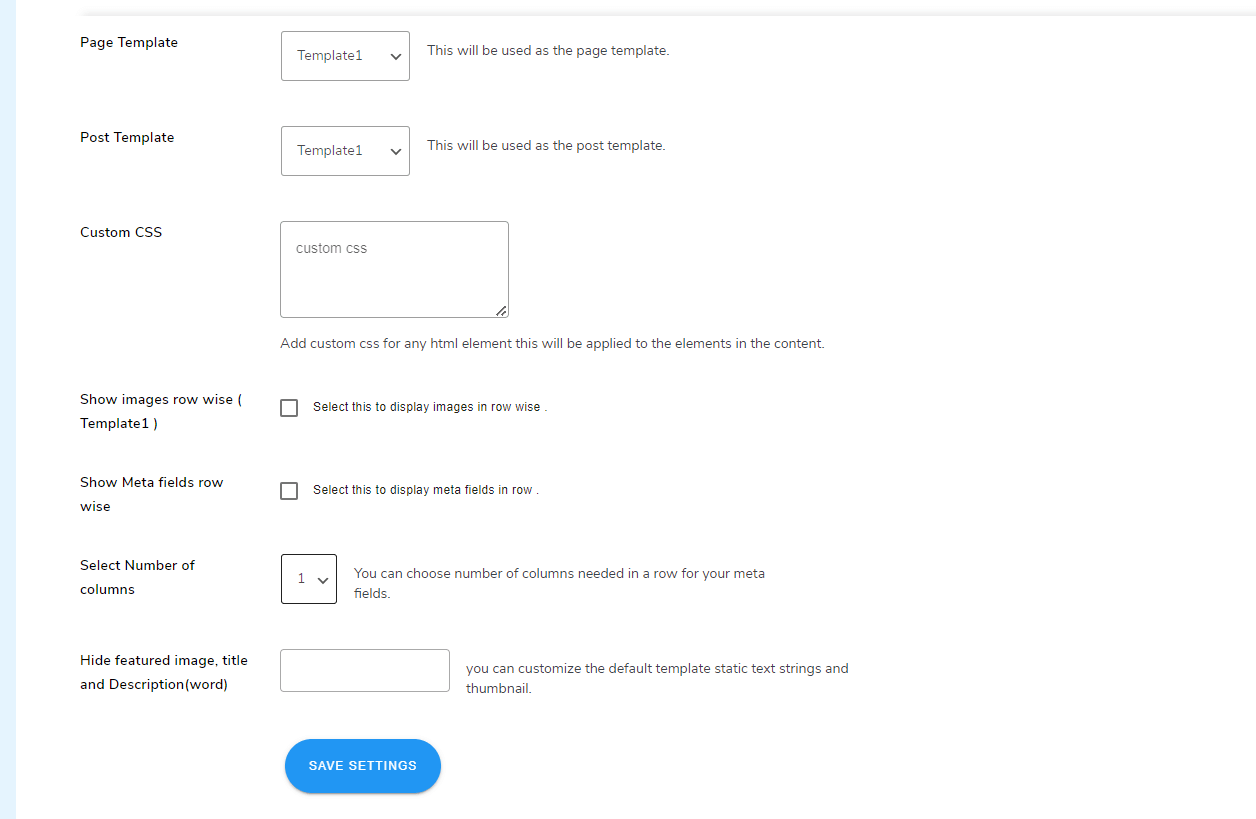 Page Template
Template1
This will be used as the page template.
Post Template
Template1
This will be used as the post template.
Custom CSS
custom css
Add custom css for any html element this will be applied to the elements in the content.
Show images row wise (
Template1 )
Select this to display images in row wise .
Show Meta fields row
wise
Select this to display meta fields in row .
Select Number of
columns
1
You can choose number of columns needed in a row for your meta
fields.
Hide featured image, title
and Description(word)
you can customize the default template static text strings and
thumbnail.
SAVE SETTINGS